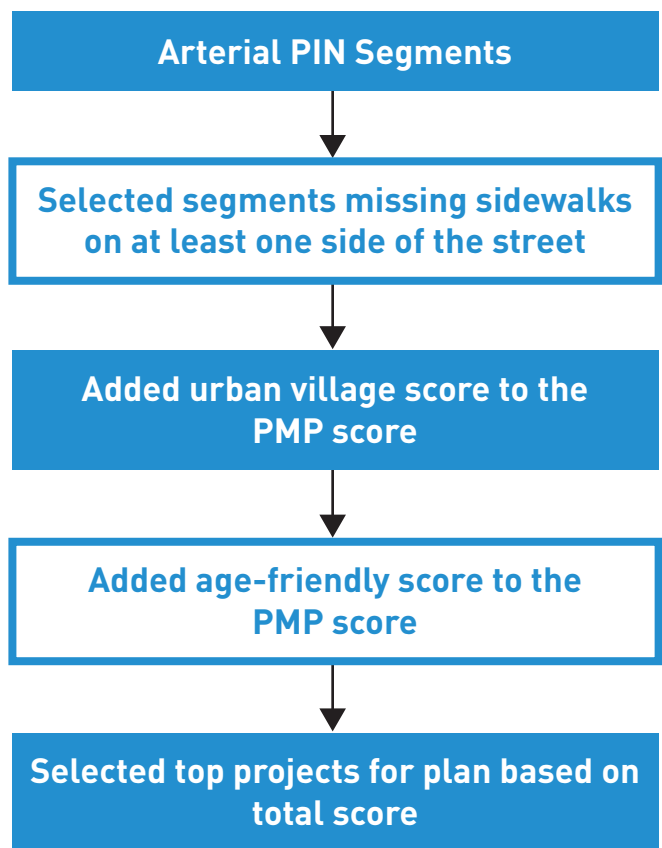 Arterial PIN Segments
Selected segments missing sidewalks
on at least one side of the street
Added urban village score to the
PMP score
Added age-friendly score to the
PMP score
Selected top projects for plan based on
total score